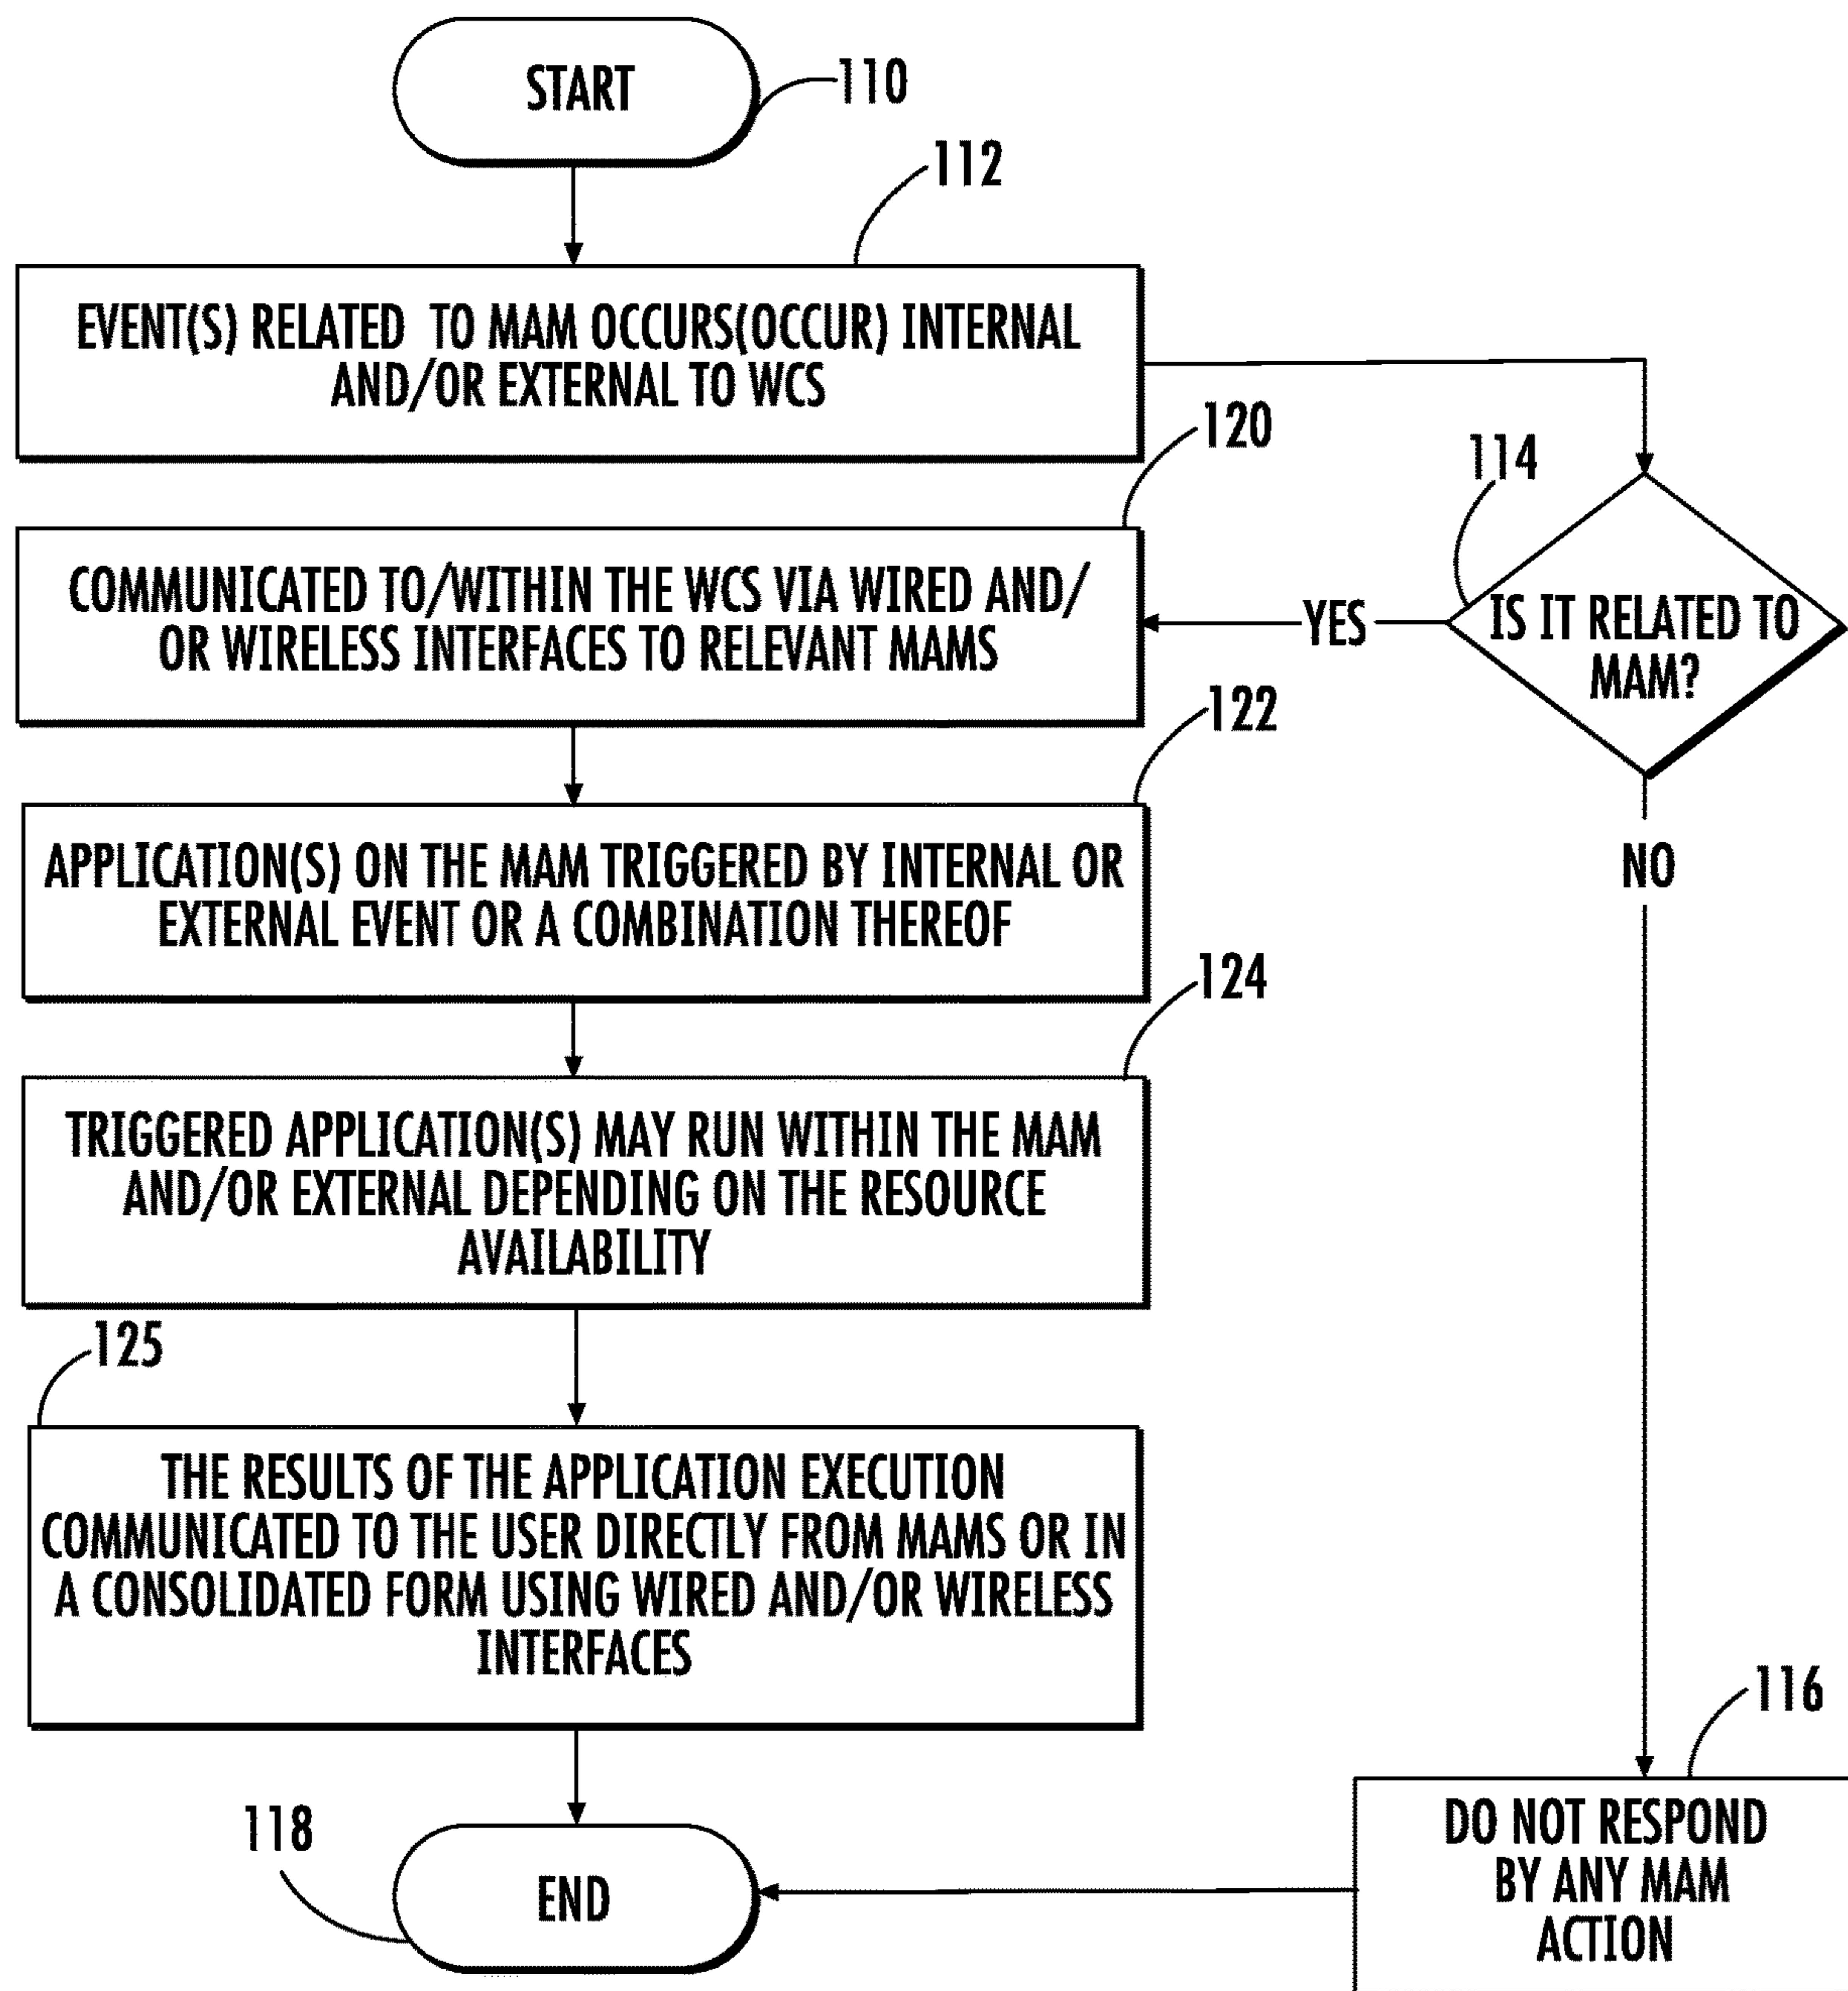 START
110
112
EVENT(S) RELATED TO MAM OCCURS(OCCUR) INTERNAL
AND/OR EXTERNAL TO WCS
120
114
COMMUNICATED TO/WITHIN THE WCS VIA WIRED AND/
OR WIRELESS INTERFACES TO RELEVANT MAMS
YES
IS IT RELATED TO
MAM?
122
APPLICATION(S) ON THE MAM TRIGGERED BY INTERNAL OR
EXTERNAL EVENT OR A COMBINATION THEREOF
NO
124
TRIGGERED APPLICATION(S) MAY RUN WITHIN THE MAM
AND/OR EXTERNAL DEPENDING ON THE RESOURCE
AVAILABILITY
125
THE RESULTS OF THE APPLICATION EXECUTION
COMMUNICATED TO THE USER DIRECTLY FROM MAMS OR IN
A CONSOLIDATED FORM USING WIRED AND/OR WIRELESS
INTERFACES
116
DO NOT RESPOND
BY ANY MAM
ACTION
118
END